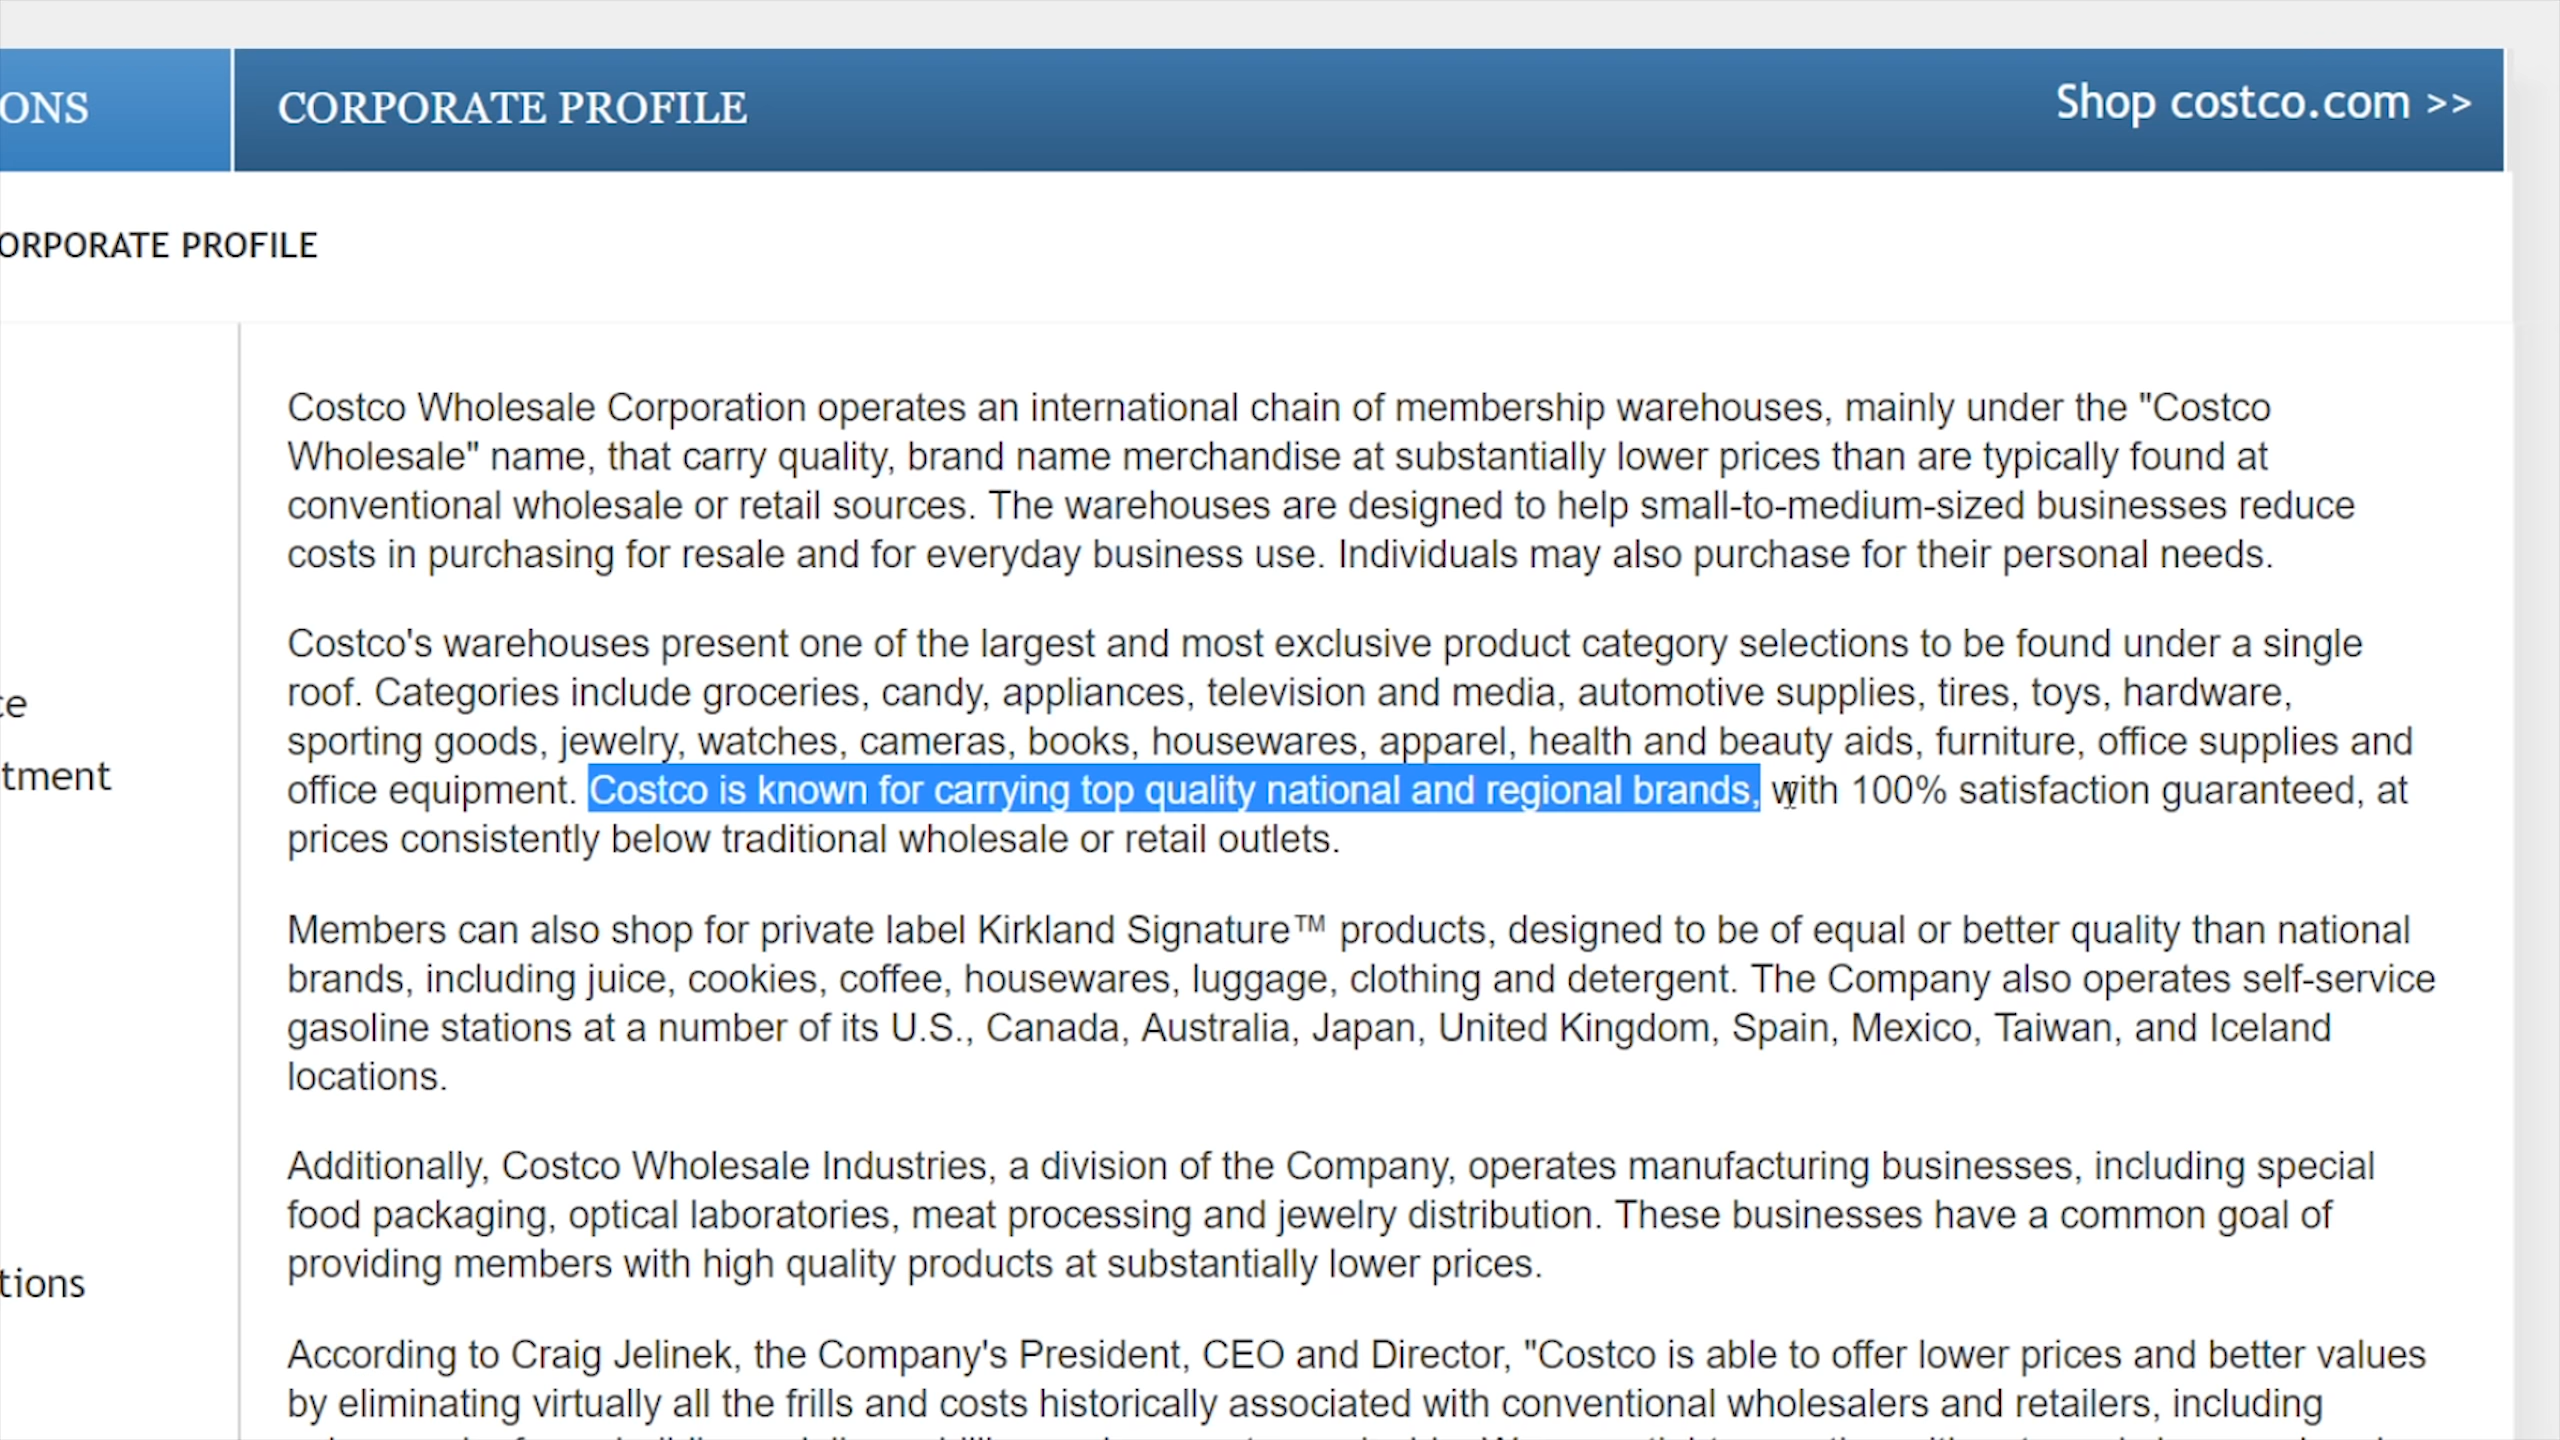 ONS
CORPORATE PROFILE
Shop costco.com >>
ORPORATE PROFILE
Costco Wholesale Corporation operates an international chain of membership warehouses, mainly under the "Costco
Wholesale" name, that carry quality, brand name merchandise at substantially lower prices than are typically found at
conventional wholesale or retail sources. The warehouses are designed to help small-to-medium-sized businesses reduce
costs in purchasing for resale and for everyday business use. Individuals may also purchase for their personal needs.
Costco's warehouses present one of the largest and most exclusive product category selections to be found under a single
roof. Categories include groceries, candy, appliances, television and media, automotive supplies, tires, toys, hardware,
sporting goods, jewelry, watches, cameras, books, housewares, apparel, health and beauty aids, furniture, office supplies and
office equipment. Costco is known for carrying top quality national and regional brands, with 100% satisfaction guaranteed, at
prices consistently below traditional wholesale or retail outlets.
Members can also shop for private label Kirkland Signature™ products, designed to be of equal or better quality than national
brands, including juice, cookies, coffee, housewares, luggage, clothing and detergent. The Company also operates self-service
gasoline stations at a number of its U.S., Canada, Australia, Japan, United Kingdom, Spain, Mexico, Taiwan, and Iceland
locations.
Additionally, Costco Wholesale Industries, a division of the Company, operates manufacturing businesses, including special
food packaging, optical laboratories, meat processing and jewelry distribution. These businesses have a common goal of
providing members with high quality products at substantially lower prices.
According to Craig Jelinek, the Company's President, CEO and Director, "Costco is able to offer lower prices and better values
by eliminating virtually all the frills and costs historically associated with conventional wholesalers and retailers, including
ce
tment
tions